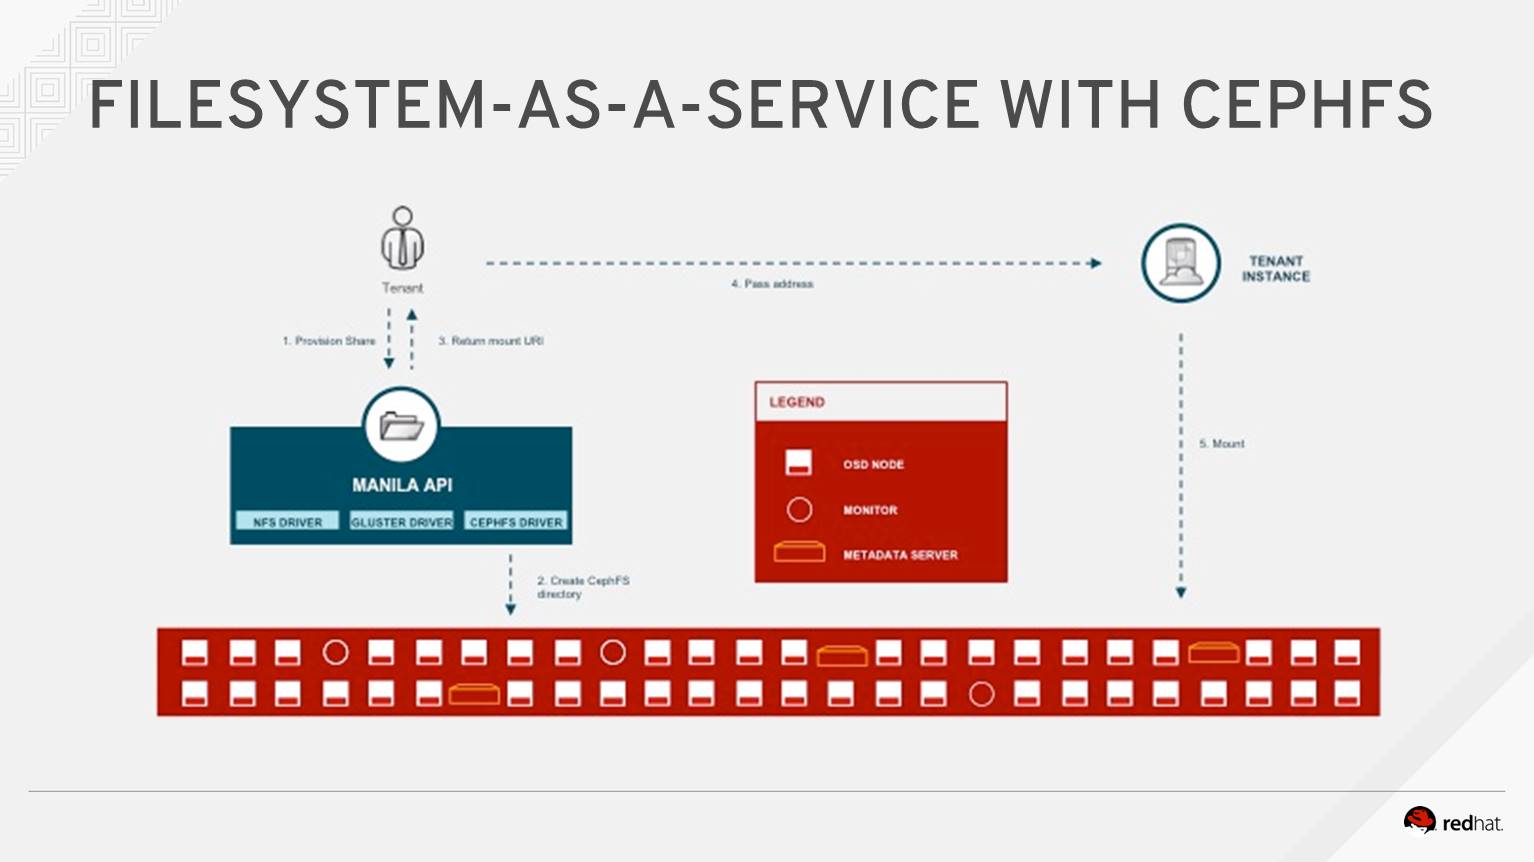 FILESYSTEM-AS-A-SERVICE WITH CEPHFS
Tenant
4. Pass address
TENANT
INSTANCE
1. Provision Share
3. Return mount URI
LEGEND
OSD NODE
MONITOR
METADATA SERVER
5. Mount
MANILA API
NFS DRIVER
GLUSTER DRIVER
CEPHFS DRIVER
2. Create CephFS
directory
redhat.